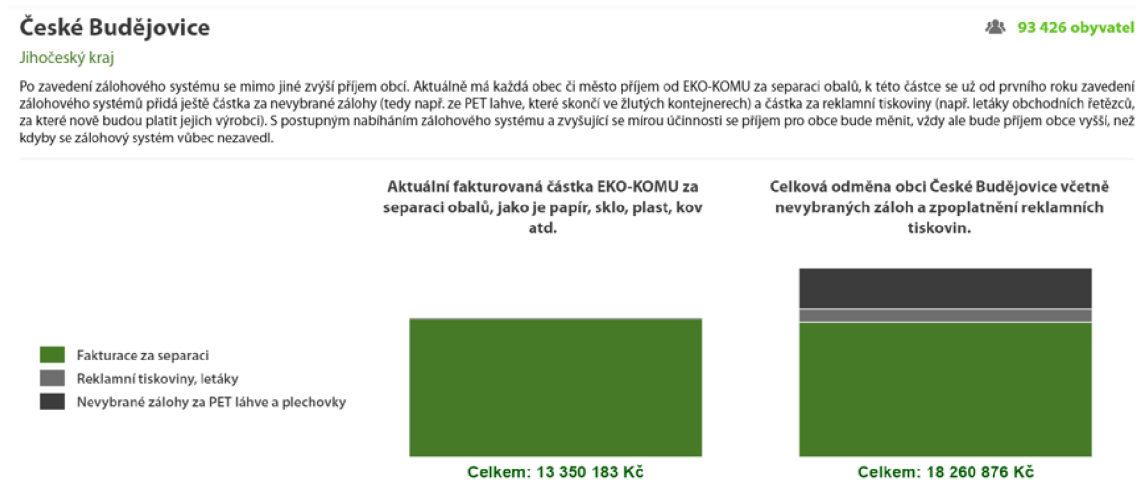 České Budějovice
93 426 obyvatel
Jihočeský kraj
Po zavedení zálohového systému se mimo jiné zvýší příjem obcí. Aktuálně má každá obec či město příjem od EKO-KOMU za separaci obalů, k této částce se už od prvního roku zavedení
zálohového systémů přidá ještě částka za nevybrané zálohy (tedy např. ze PET lahve, které skončí ve žlutých kontejnerech) a částka za reklamní tiskoviny (např. letáky obchodních řetězců,
za které nově budou platit jejich výrobci). S postupným nabíháním zálohového systému a zvyšující se mírou účinnosti se příjem pro obce bude měnit, vždy ale bude příjem obce vyšší, než
kdyby se zálohový systém vůbec nezavedl.
Aktuální fakturovaná částka EKO-KOMU za
separaci obalů, jako je papír, sklo, plast, kov
atd.
Celková odměna obci České Budějovice včetně
nevybraných záloh a zpoplatnění reklamních
tiskovin.
Fakturace za separaci
Reklamní tiskoviny, letáky
Nevybrané zálohy za PET láhve a plechovky
Celkem: 13 350 183 Kč
Celkem: 18 260 876 Kč